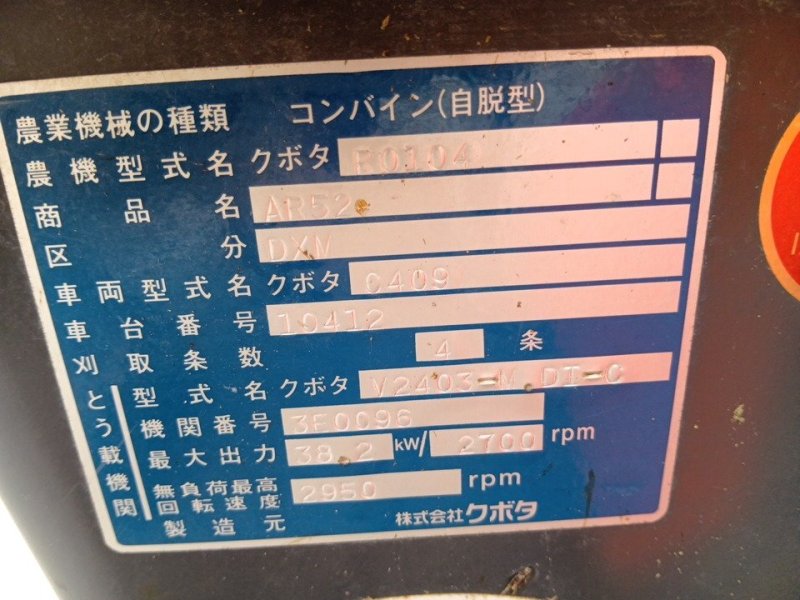 農業機械の種類 コンバイン(自脱型)
農機型式名 クボタ R0104
商品名 AR52
区分 DXM
車両型式名 クボタ C409
車台番号 10412
刈取条数 4 条
とう載機関
型式名 クボタ V2403-M.DI-C
機関番号 3E0096
最大出力 38.2 kW/ 2700 rpm
無負荷最高回転速度 2950 rpm
製造元 株式会社クボタ